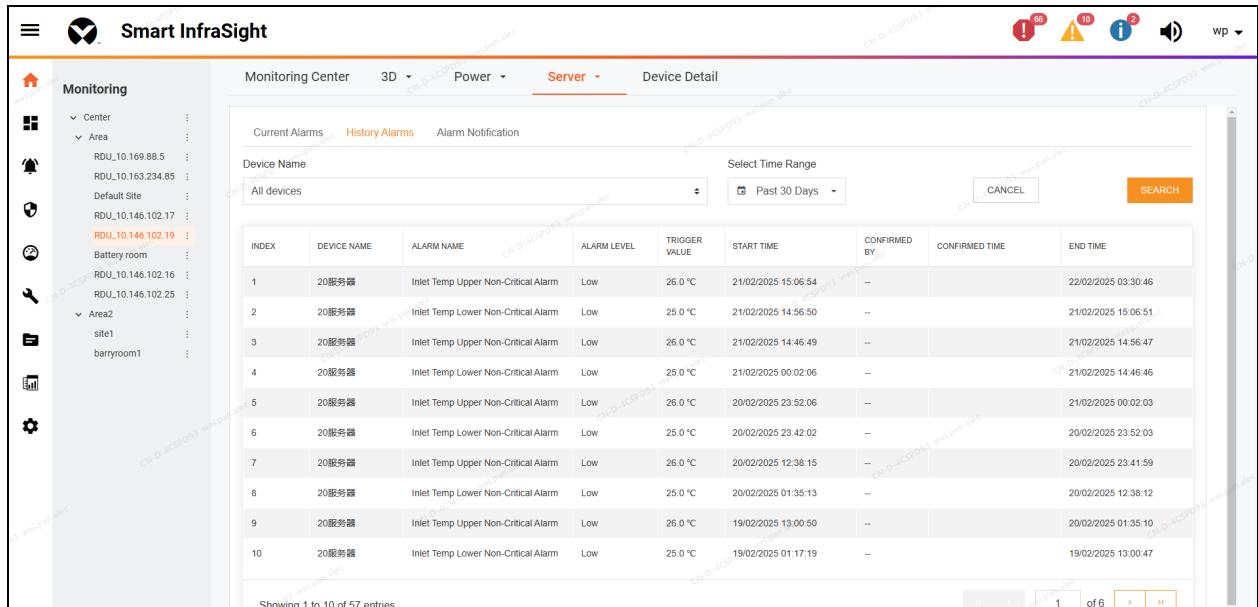 Smart InfraSight
66
10
2
wp
Monitoring
Center
Area
RDU_10.169.88.5
RDU_10.163.234.85
Default Site
RDU_10.146.102.17
RDU_10.146.102.19
Battery room
RDU_10.146.102.16
RDU_10.146.102.25
Area2
site1
barryroom1
Monitoring Center 3D Power Server Device Detail
Current Alarms History Alarms Alarm Notification
Device Name Select Time Range
All devices Past 30 Days CANCEL SEARCH
INDEX DEVICE NAME ALARM NAME ALARM LEVEL TRIGGER VALUE START TIME CONFIRMED BY CONFIRMED TIME END TIME
1 20服务器 Inlet Temp Upper Non-Critical Alarm Low 26.0 °C 21/02/2025 15:06:54 -- 22/02/2025 03:30:46
2 20服务器 Inlet Temp Lower Non-Critical Alarm Low 25.0 °C 21/02/2025 14:56:50 -- 21/02/2025 15:06:51
3 20服务器 Inlet Temp Upper Non-Critical Alarm Low 26.0 °C 21/02/2025 14:46:49 -- 21/02/2025 14:56:47
4 20服务器 Inlet Temp Lower Non-Critical Alarm Low 25.0 °C 21/02/2025 00:02:06 -- 21/02/2025 14:46:46
5 20服务器 Inlet Temp Upper Non-Critical Alarm Low 26.0 °C 20/02/2025 23:52:06 -- 21/02/2025 00:02:03
6 20服务器 Inlet Temp Lower Non-Critical Alarm Low 25.0 °C 20/02/2025 23:42:02 -- 20/02/2025 23:52:03
7 20服务器 Inlet Temp Upper Non-Critical Alarm Low 26.0 °C 20/02/2025 12:38:15 -- 20/02/2025 23:41:59
8 20服务器 Inlet Temp Lower Non-Critical Alarm Low 25.0 °C 20/02/2025 01:35:13 -- 20/02/2025 12:38:12
9 20服务器 Inlet Temp Upper Non-Critical Alarm Low 26.0 °C 19/02/2025 13:00:50 -- 20/02/2025 01:35:10
10 20服务器 Inlet Temp Lower Non-Critical Alarm Low 25.0 °C 19/02/2025 01:17:19 -- 19/02/2025 13:00:47
Showing 1 to 10 of 57 entries 1 of 6